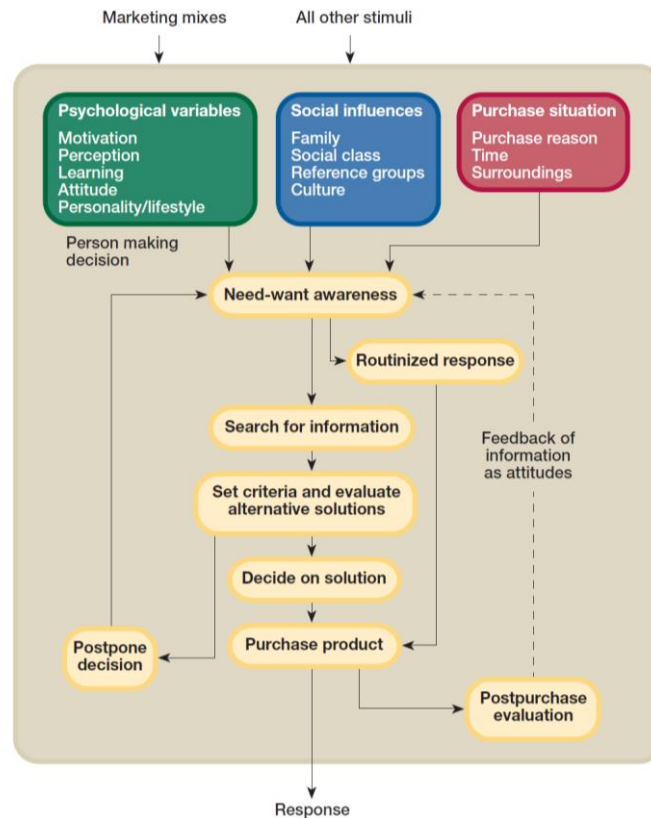 Marketing mixes
All other stimuli
Psychological variables
Motivation
Perception
Learning
Attitude
Personality/lifestyle
Social influences
Family
Social class
Reference groups
Culture
Purchase situation
Purchase reason
Time
Surroundings
Person making
decision
Need-want awareness
Routinized response
Search for information
Feedback of
information
as attitudes
Set criteria and evaluate
alternative solutions
Decide on solution
Postpone
decision
Purchase product
Postpurchase
evaluation
Response